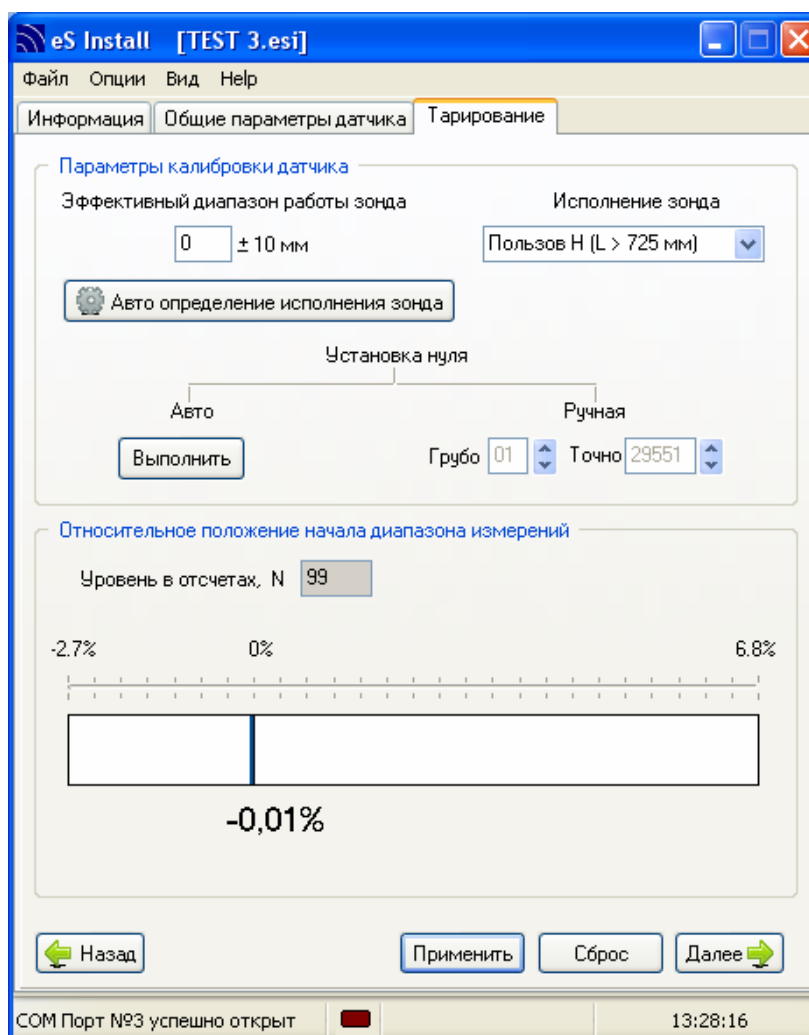 eS Install [TEST 3.esi]
Файл Опции Вид Help
Информация Общие параметры датчика Тарирование
Параметры калибровки датчика
Эффективный диапазон работы зонда Исполнение зонда
0 ± 10 мм Пользов Н (L > 725 мм)
Авто определение исполнения зонда
Установка нуля
Авто Ручная
Выполнить Грубо 01 Точно 29551
Относительное положение начала диапазона измерений
Уровень в отсчетах, N 99
-2.7% 0% 6.8%
-0,01%
Назад Применить Сброс Далее
COM Порт №3 успешно открыт 13:28:16